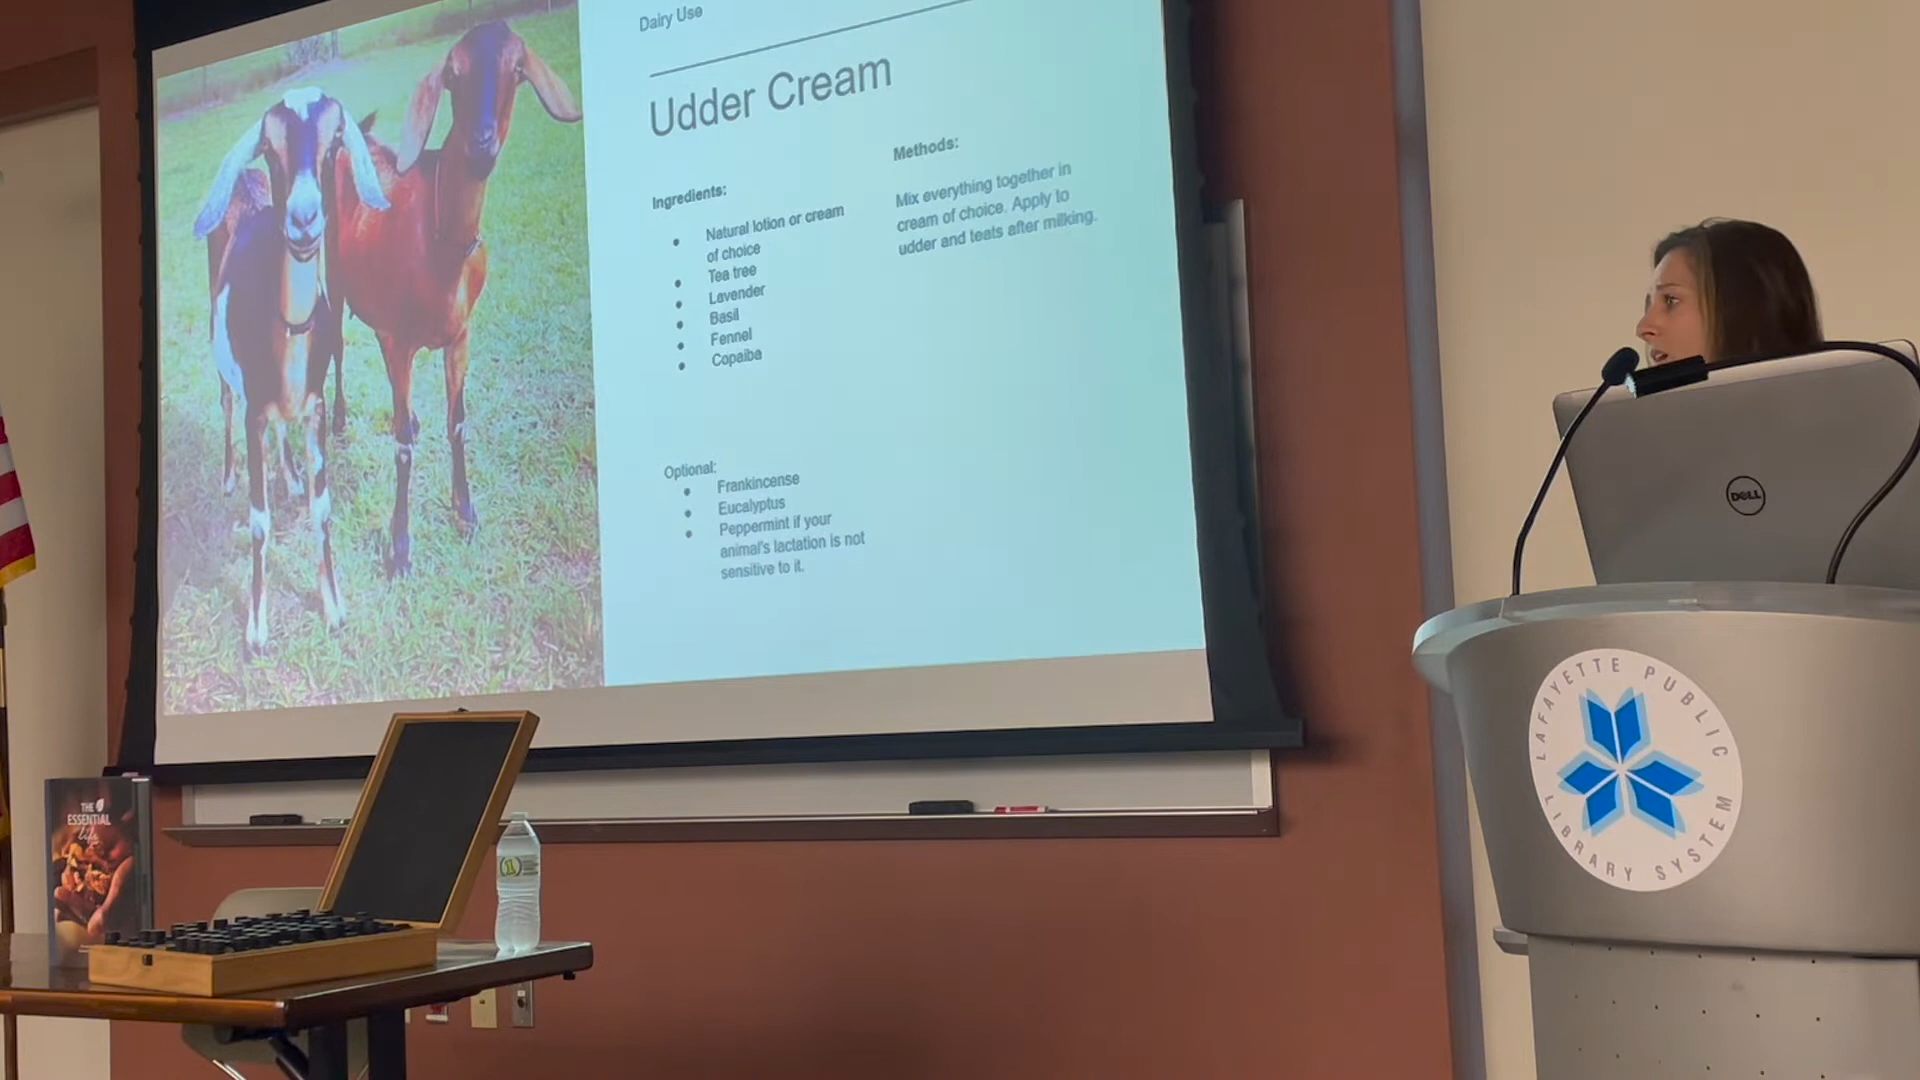 Dairy Use
Udder Cream
Ingredients:
Natural lotion or cream
of choice
Tea tree
Lavender
Basil
Fennel
Copaiba
Methods:
Mix everything together in
cream of choice. Apply to
udder and teats after milking.
Optional:
Frankincense
Eucalyptus
Peppermint if your
animal's lactation is not
sensitive to it.
DELL
LAFAYETTE PUBLIC
LIBRARY SYSTEM
THE
ESSENTIAL
life